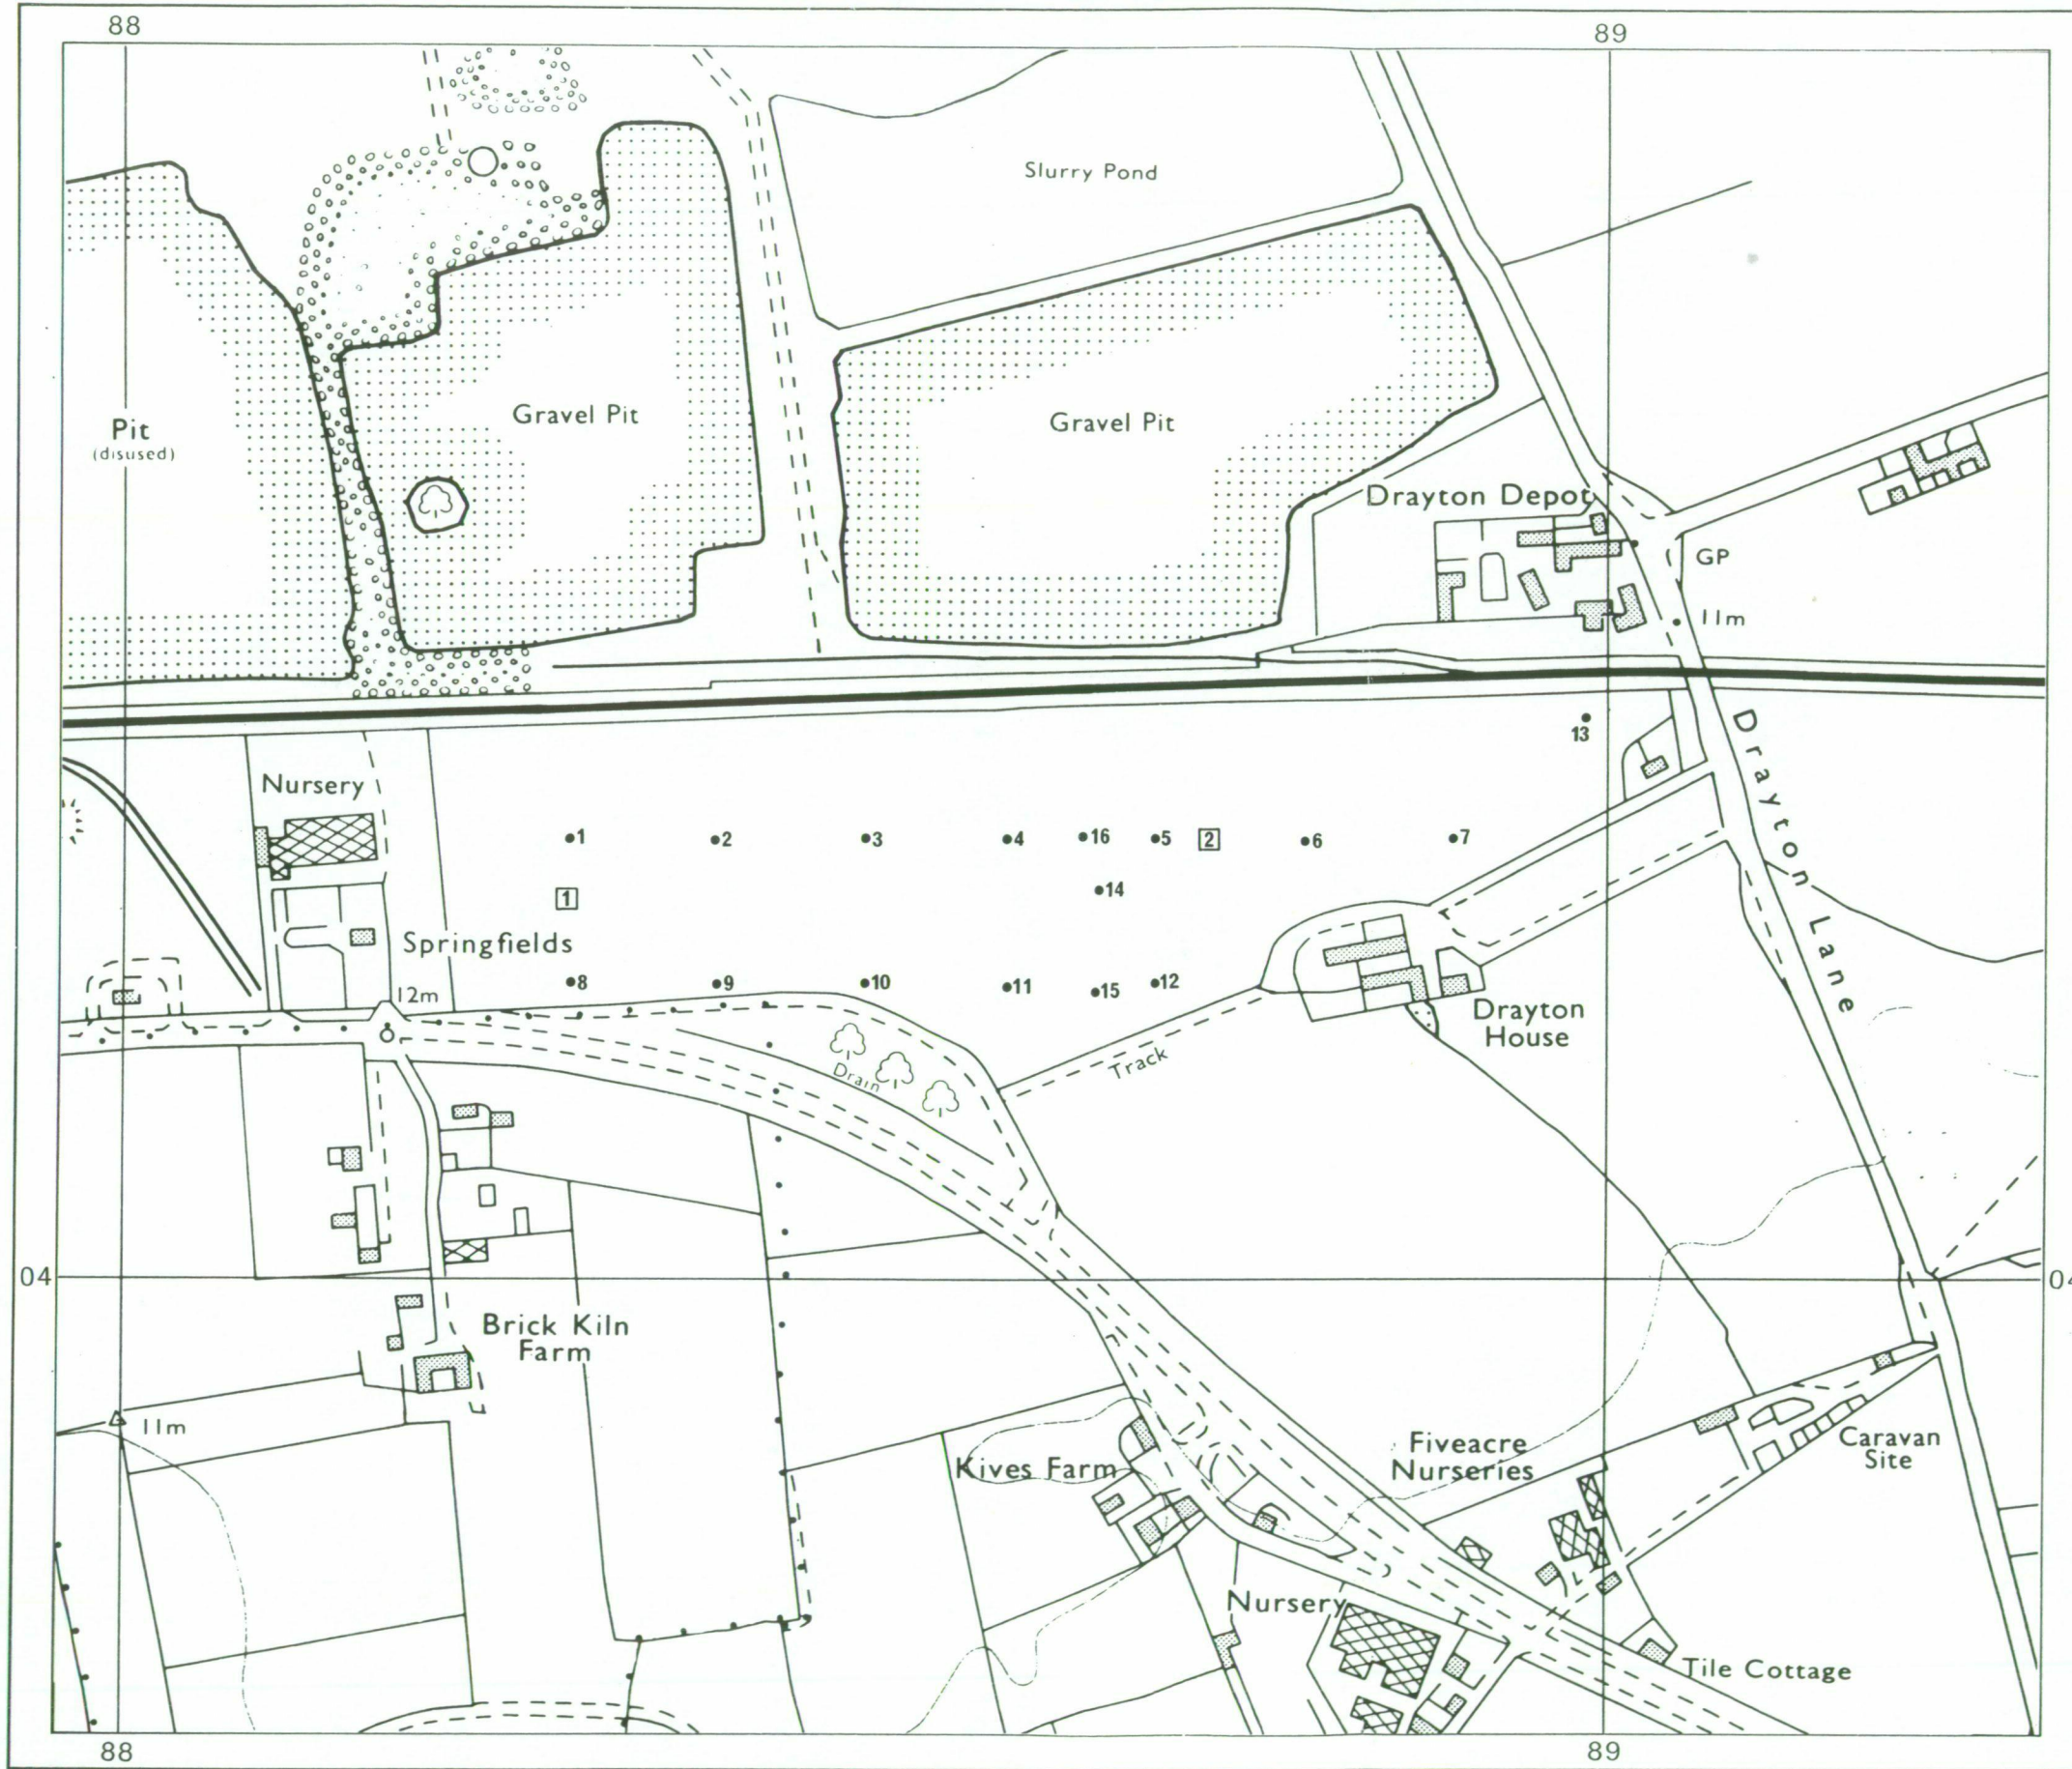 88
89
Slurry Pond
Gravel Pit
Gravel Pit
Pit
(disused)
Drayton Depot
GP
11m
13
Drayton Lane
Nursery
1
2
3
4
16
5
2
6
7
1
14
Springfields
12m
8
9
10
11
15
12
Drayton
House
Track
Drain
04
04
Brick Kiln
Farm
11m
Kives Farm
Fiveacre
Nurseries
Caravan
Site
Nursery
Tile Cottage
88
89